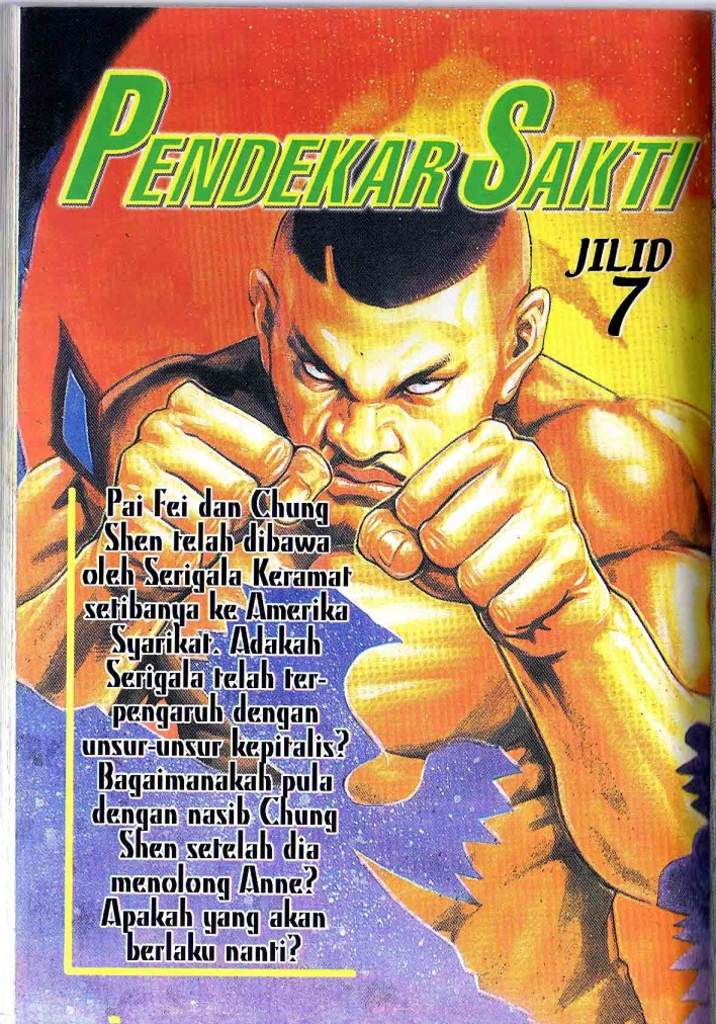 PENDEKAR SAKTI
JILID
7
Pai Fei dan Chung
Shen telah dibawa
oleh Serigala Keramat
setibanya ke Amerika
Syarikat. Adakah
Serigala telah ter-
pengaruh dengan
unsur-unsur kepitalis?
Bagaimanakah pula
dengan nasib Chung
Shen setelah dia
menolong Anne?
Apakah yang akan
berlaku nanti?